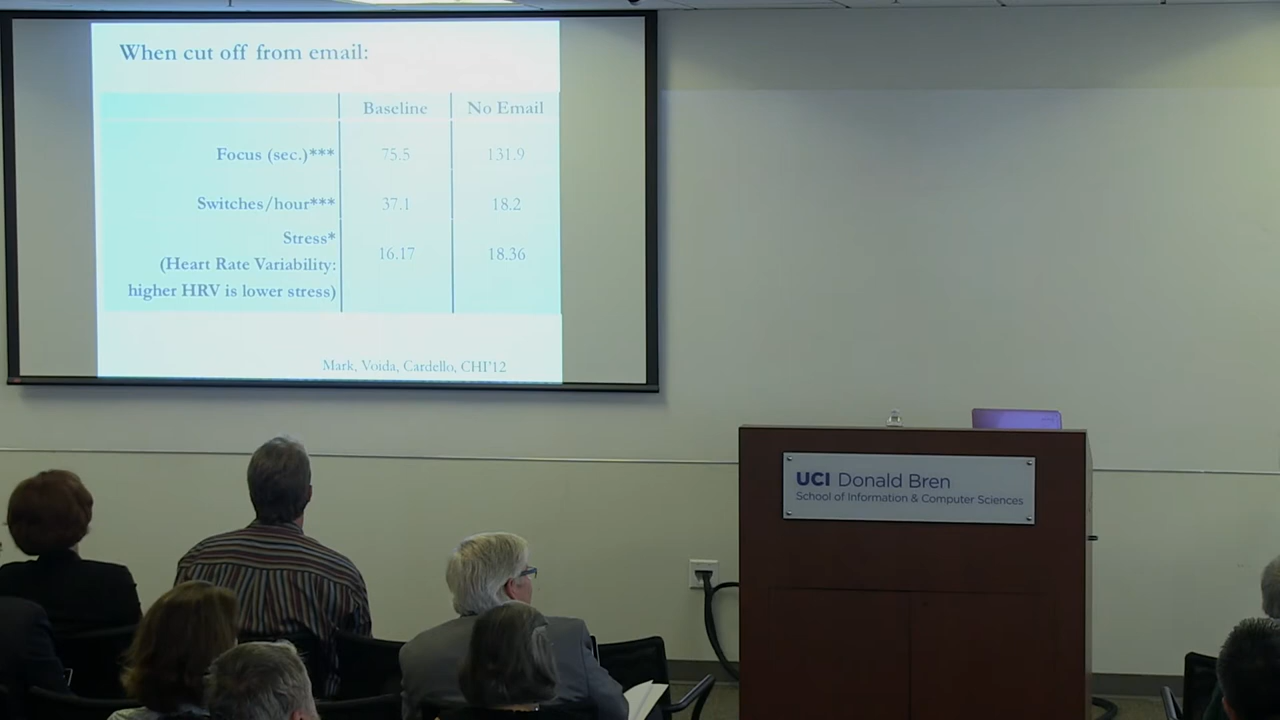 When cut off from email:
Baseline No Email
Focus (sec.)*** 75.5 131.9
Switches/hour*** 37.1 18.2
Stress*
(Heart Rate Variability:
higher HRV is lower stress) 16.17 18.36
Mark, Voida, Cardello, CHI'12
UCI Donald Bren
School of Information & Computer Sciences